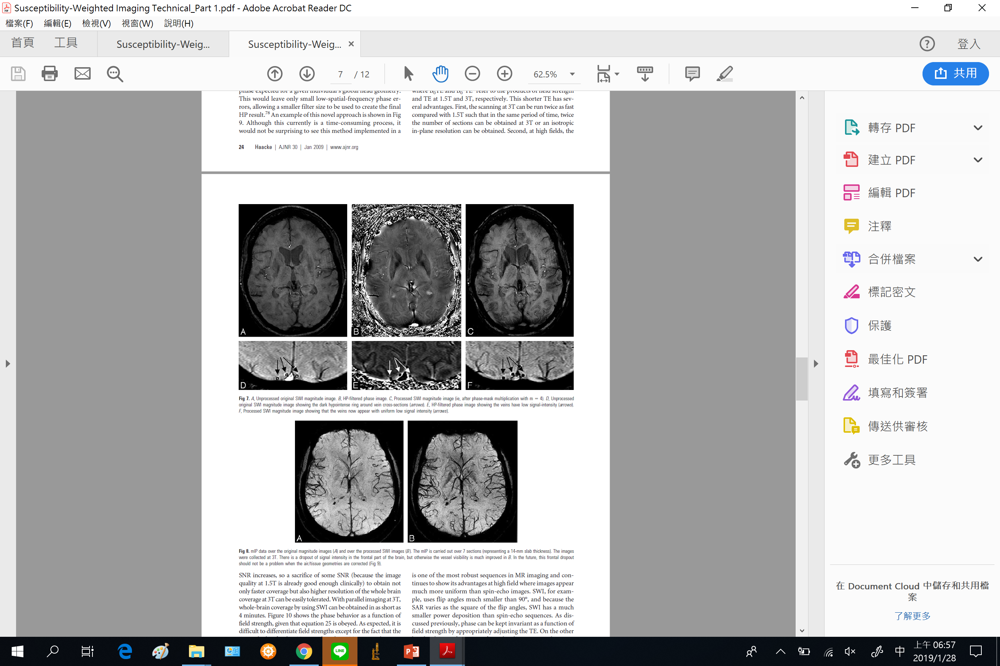 Susceptibility-Weighted Imaging Technical_Part 1.pdf - Adobe Acrobat Reader DC
檔案(F) 編輯(E) 檢視(V) 視窗(W) 說明(H)
首頁 工具 Susceptibility-Weig... Susceptibility-Weig... 登入
7 / 12 62.5% 共用
phase expected for a given individual's global head geometry.
This would leave only small low-spatial-frequency phase er-
rors, allowing a smaller filter size to be used to create the final
HP result.78 An example of this novel approach is shown in Fig
9. Although this currently is a time-consuming process, it
would not be surprising to see this method implemented in a
24 Haacke | AJNR 30 | Jan 2009 | www.ajnr.org
where B0TE and B0 TE refer to the products of field strength
and TE at 1.5T and 3T, respectively. This shorter TE has sev-
eral advantages. First, the scanning at 3T can be run twice as fast
compared with 1.5T such that in the same period of time, twice
the number of sections can be obtained at 3T or an isotropic
in-plane resolution can be obtained. Second, at high fields, the
A B C
D E F
Fig 7. A, Unprocessed original SWI magnitude image. B, HP-filtered phase image. C, Processed SWI magnitude image (ie, after phase-mask multiplication with m = 4). D, Unprocessed
original SWI magnitude image showing the dark hypointense ring around vein cross-sections (arrows). E, HP-filtered phase image showing the veins have low signal-intensity (arrows).
F, Processed SWI magnitude image showing that the veins now appear with uniform low signal intensity (arrows).
A B
Fig 8. mIP data over the original magnitude images (A) and over the processed SWI images (B). The mIP is carried out over 7 sections (representing a 14-mm slab thickness). The images
were collected at 3T. There is a dropout of signal intensity in the frontal part of the brain, but otherwise the vessel visibility is much improved in B. In the future, this frontal dropout
should not be a problem when the air/tissue geometries are corrected (Fig 9).
SNR increases, so a sacrifice of some SNR (because the image
quality at 1.5T is already good enough clinically) to obtain not
only faster coverage but also higher resolution of the whole brain
coverage at 3T can be easily tolerated. With parallel imaging at 3T,
whole-brain coverage by using SWI can be obtained in as short as
4 minutes. Figure 10 shows the phase behavior as a function of
field strength, given that equation 25 is obeyed. As expected, it is
difficult to differentiate field strengths except for the fact that the
is one of the most robust sequences in MR imaging and con-
tinues to show its advantages at high field where images appear
much more uniform than spin-echo images. SWI, for exam-
ple, uses flip angles much smaller than 90°, and because the
SAR varies as the square of the flip angles, SWI has a much
smaller power deposition than spin-echo sequences. As dis-
cussed previously, phase can be kept invariant as a function of
field strength by appropriately adjusting the TE. On the other
轉存 PDF
建立 PDF
編輯 PDF
注釋
合併檔案
標記密文
保護
最佳化 PDF
填寫和簽署
傳送供審核
更多工具
在 Document Cloud 中儲存和共用檔
案
了解更多
LINE
中
上午 06:57
2019/1/28